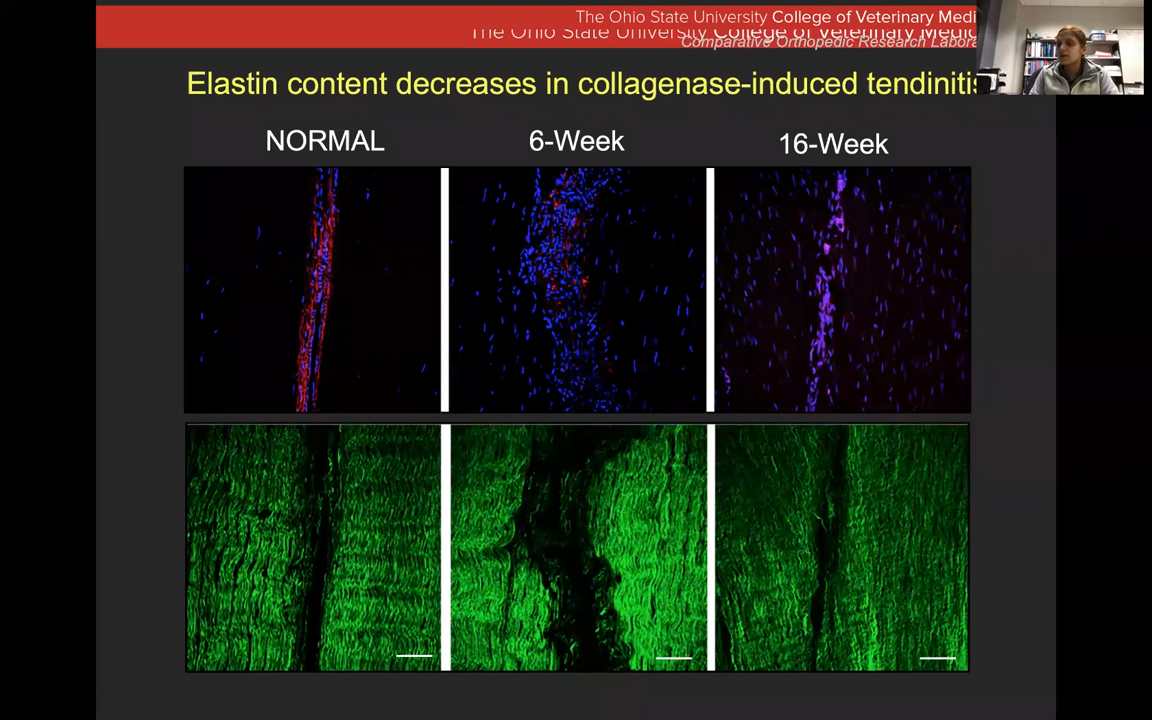 The Ohio State University College of Veterinary Medi
The Ohio State University College of Veterinary Medic
Comparative Orthopedic Research Labora
Elastin content decreases in collagenase-induced tendinitis
NORMAL
6-Week
16-Week